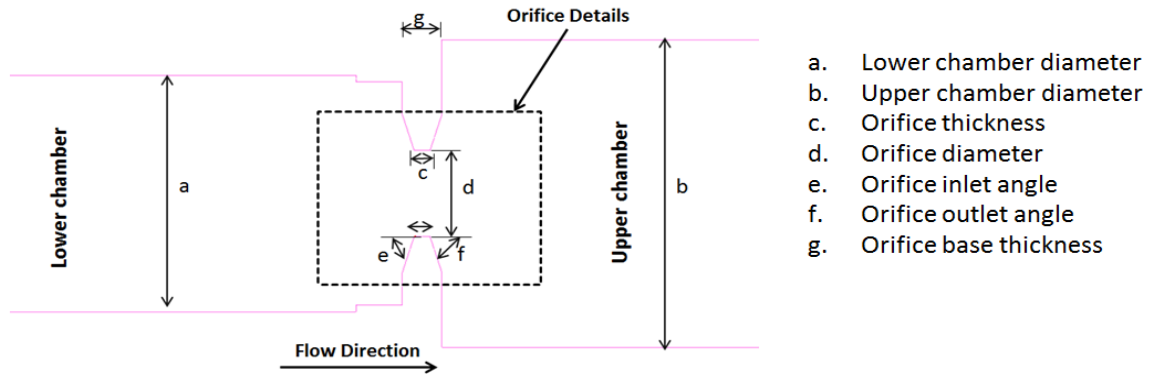 g
Orifice Details
Lower chamber
a
c
d
e
f
Upper chamber
b
Flow Direction
a. Lower chamber diameter
b. Upper chamber diameter
c. Orifice thickness
d. Orifice diameter
e. Orifice inlet angle
f. Orifice outlet angle
g. Orifice base thickness